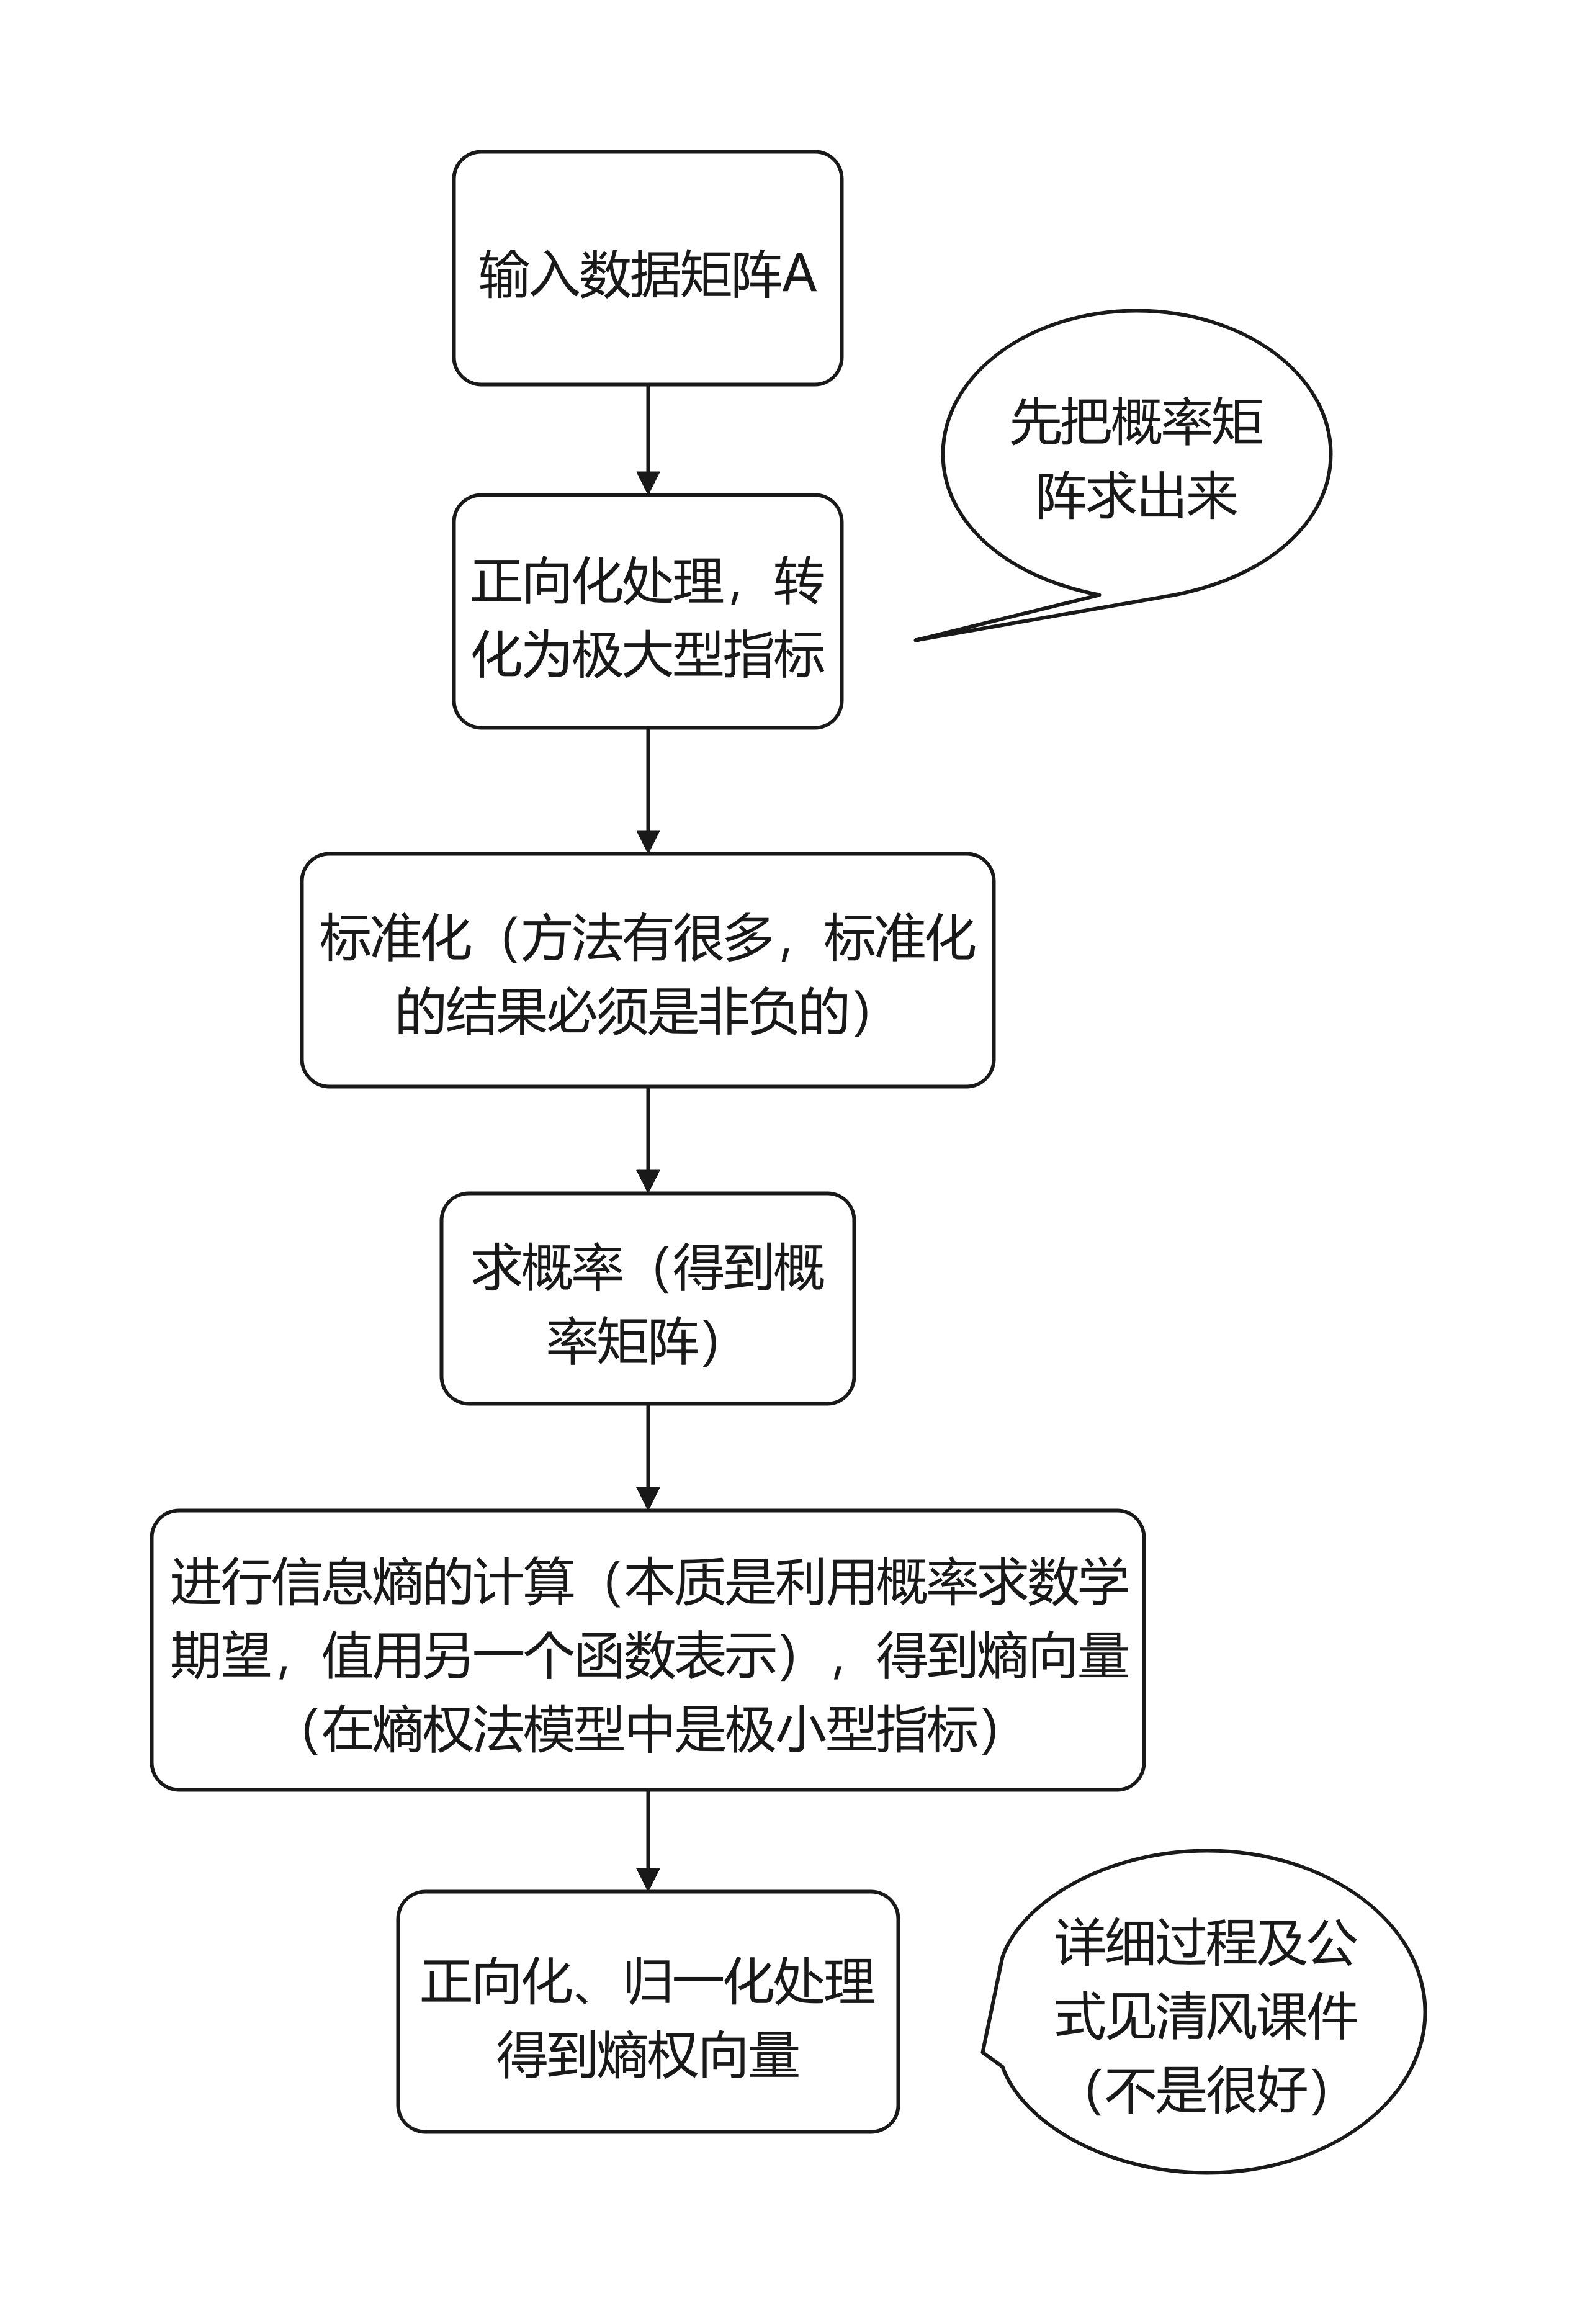 输入数据矩阵A
先把概率矩
阵求出来
正向化处理，转
化为极大型指标
标准化（方法有很多，标准化
的结果必须是非负的）
求概率（得到概
率矩阵）
进行信息熵的计算（本质是利用概率求数学
期望，值用另一个函数表示），得到熵向量
（在熵权法模型中是极小型指标）
正向化、归一化处理
得到熵权向量
详细过程及公
式见清风课件
（不是很好）